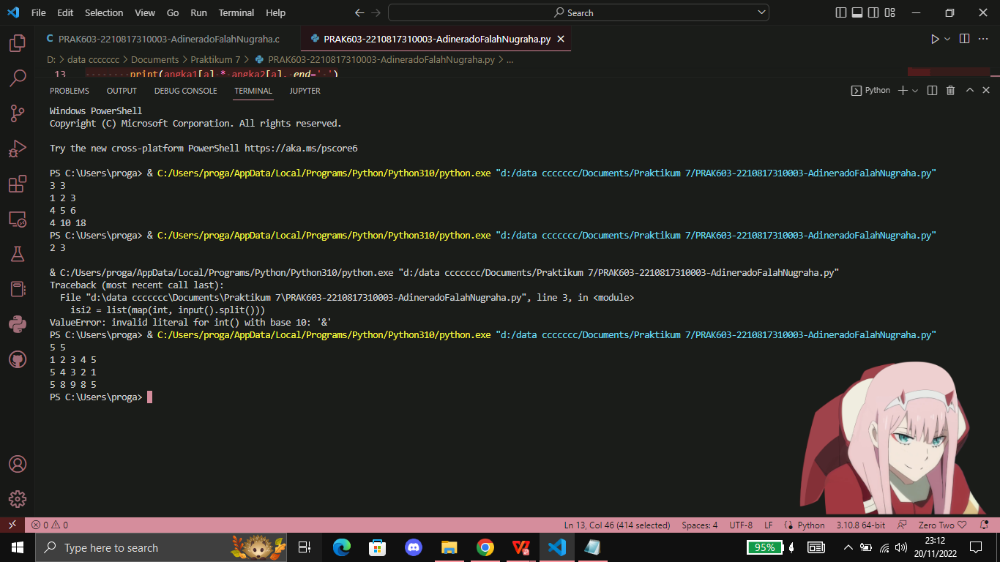 File Edit Selection View Go Run Terminal Help Search
C PRAK603-2210817310003-AdineradoFalahNugraha.c PRAK603-2210817310003-AdineradoFalahNugraha.py
D: > data ccccccc > Documents > Praktikum 7 > PRAK603-2210817310003-AdineradoFalahNugraha.py > ...
13 print(angka1[a] * angka2[a], end=' ')
PROBLEMS OUTPUT DEBUG CONSOLE TERMINAL JUPYTER Python
Windows PowerShell
Copyright (C) Microsoft Corporation. All rights reserved.
Try the new cross-platform PowerShell https://aka.ms/pscore6
PS C:\Users\proga> & C:/Users/proga/AppData/Local/Programs/Python/Python310/python.exe "d:/data ccccccc/Documents/Praktikum 7/PRAK603-2210817310003-AdineradoFalahNugraha.py"
3 3
1 2 3
4 5 6
4 10 18
PS C:\Users\proga> & C:/Users/proga/AppData/Local/Programs/Python/Python310/python.exe "d:/data ccccccc/Documents/Praktikum 7/PRAK603-2210817310003-AdineradoFalahNugraha.py"
2 3
& C:/Users/proga/AppData/Local/Programs/Python/Python310/python.exe "d:/data ccccccc/Documents/Praktikum 7/PRAK603-2210817310003-AdineradoFalahNugraha.py"
Traceback (most recent call last):
File "d:\data ccccccc\Documents\Praktikum 7\PRAK603-2210817310003-AdineradoFalahNugraha.py", line 3, in <module>
isi2 = list(map(int, input().split()))
ValueError: invalid literal for int() with base 10: '&'
PS C:\Users\proga> & C:/Users/proga/AppData/Local/Programs/Python/Python310/python.exe "d:/data ccccccc/Documents/Praktikum 7/PRAK603-2210817310003-AdineradoFalahNugraha.py"
5 5
1 2 3 4 5
5 4 3 2 1
5 8 9 8 5
PS C:\Users\proga>
0 0 Ln 13, Col 46 (414 selected) Spaces: 4 UTF-8 LF Python 3.10.8 64-bit Zero Two ♡
Type here to search 95% 23:12
20/11/2022